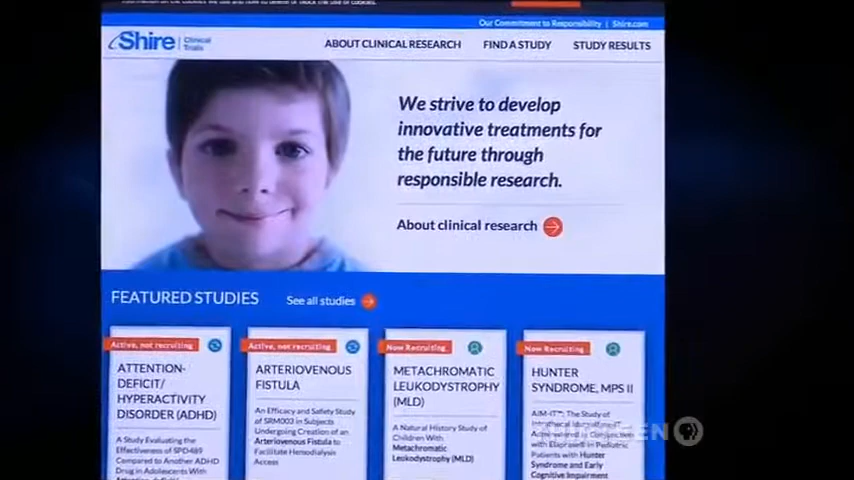 Our Commitment to Responsibility | Shire.com
Shire Clinical Trials
ABOUT CLINICAL RESEARCH FIND A STUDY STUDY RESULTS
We strive to develop
innovative treatments for
the future through
responsible research.
About clinical research
FEATURED STUDIES See all studies
Active, not recruiting
ATTENTION-
DEFICIT/
HYPERACTIVITY
DISORDER (ADHD)
A Study Evaluating the
Effectiveness of SPD489
Compared to Another ADHD
Drug in Adolescents With
Active, not recruiting
ARTERIOVENOUS
FISTULA
An Efficacy and Safety Study
of SRM003 in Subjects
Undergoing Creation of an
Arteriovenous Fistula to
Facilitate Hemodialysis
Access
Now Recruiting
METACHROMATIC
LEUKODYSTROPHY
(MLD)
A Natural History Study of
Children With
Metachromatic
Leukodystrophy (MLD)
Now Recruiting
HUNTER
SYNDROME, MPS II
The Study of
in Conjunction
with Elaprase® in Pediatric
Patients with Hunter
Syndrome and Early
Cognitive Impairment
PBS